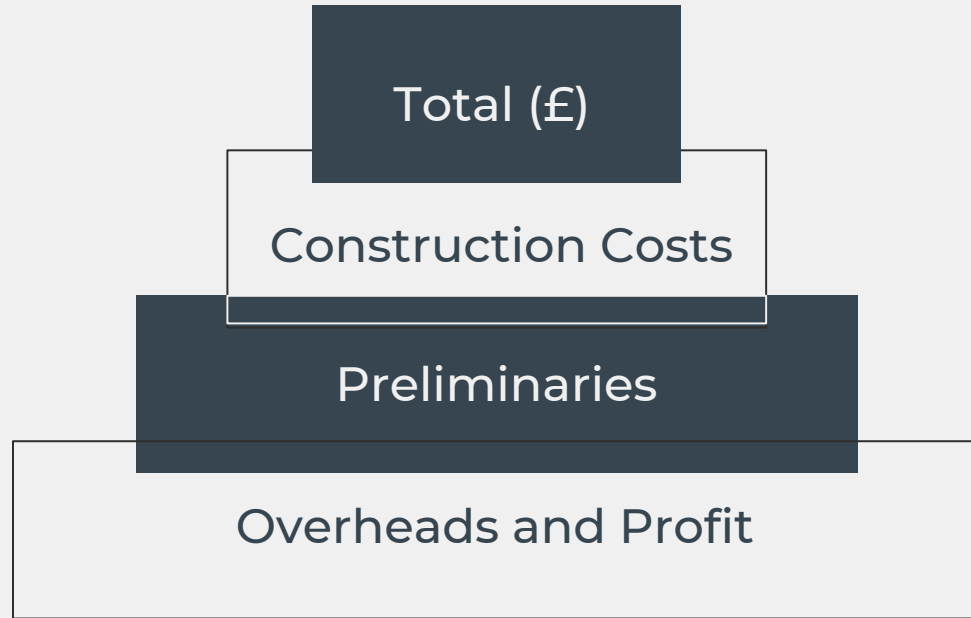 Total (£)
Construction Costs
Preliminaries
Overheads and Profit